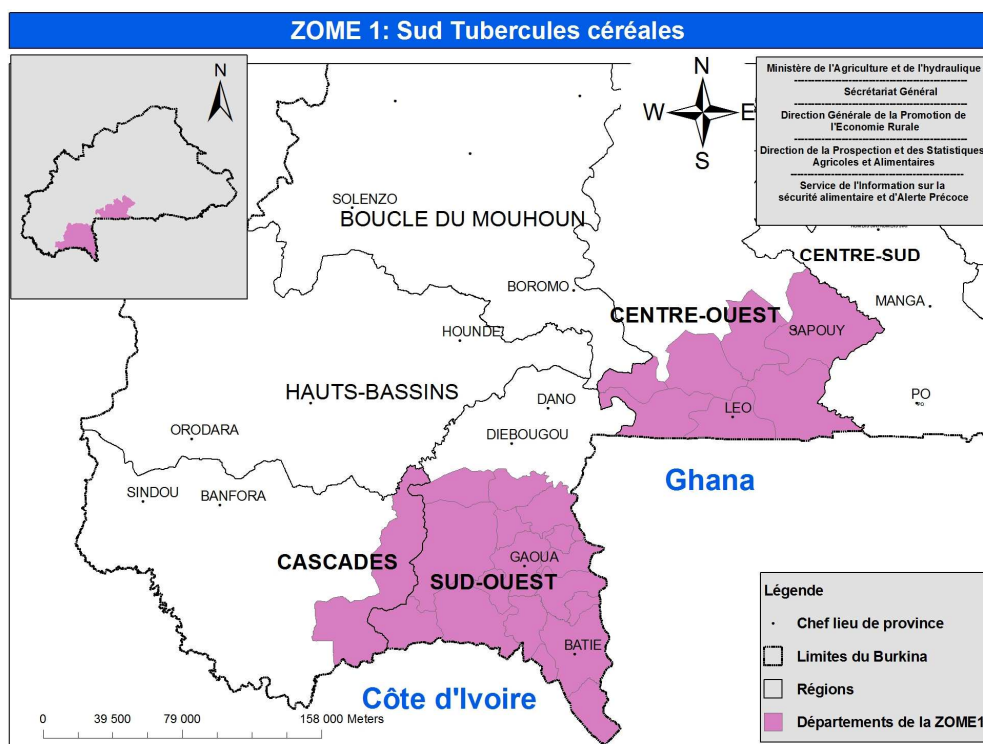 ZOME 1: Sud Tubercules céréales
N
N
W
E
S
Ministère de l'Agriculture et de l'hydraulique
Sécrétariat Général
Direction Générale de la Promotion de
l'Economie Rurale
Direction de la Prospection et des Statistiques
Agricoles et Alimentaires
Service de l'Information sur la
sécurité alimentaire et d'Alerte Précoce
SOLENZO
BOUCLE DU MOUHOUN
CENTRE-SUD
BOROMO
CENTRE-OUEST
MANGA
HOUNDE
SAPOUY
HAUTS-BASSINS
DANO
PO
LEO
ORODARA
DIEBOUGOU
Ghana
SINDOU
BANFORA
CASCADES
GAOUA
SUD-OUEST
BATIE
Côte d'Ivoire
Légende
Chef lieu de province
Limites du Burkina
Régions
Départements de la ZOME1
0 39 500 79 000 158 000 Meters